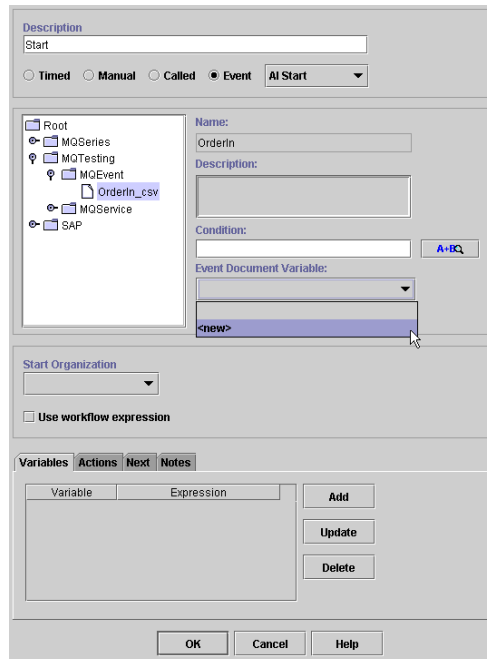 Description
Start
Timed Manual Called Event AI Start
Root
MQSeries
MQTesting
MQEvent
OrderIn_csv
MQService
SAP
Name:
OrderIn
Description:
Condition:
A+B
Event Document Variable:
<new>
Start Organization
Use workflow expression
Variables Actions Next Notes
Variable Expression
Add
Update
Delete
OK Cancel Help